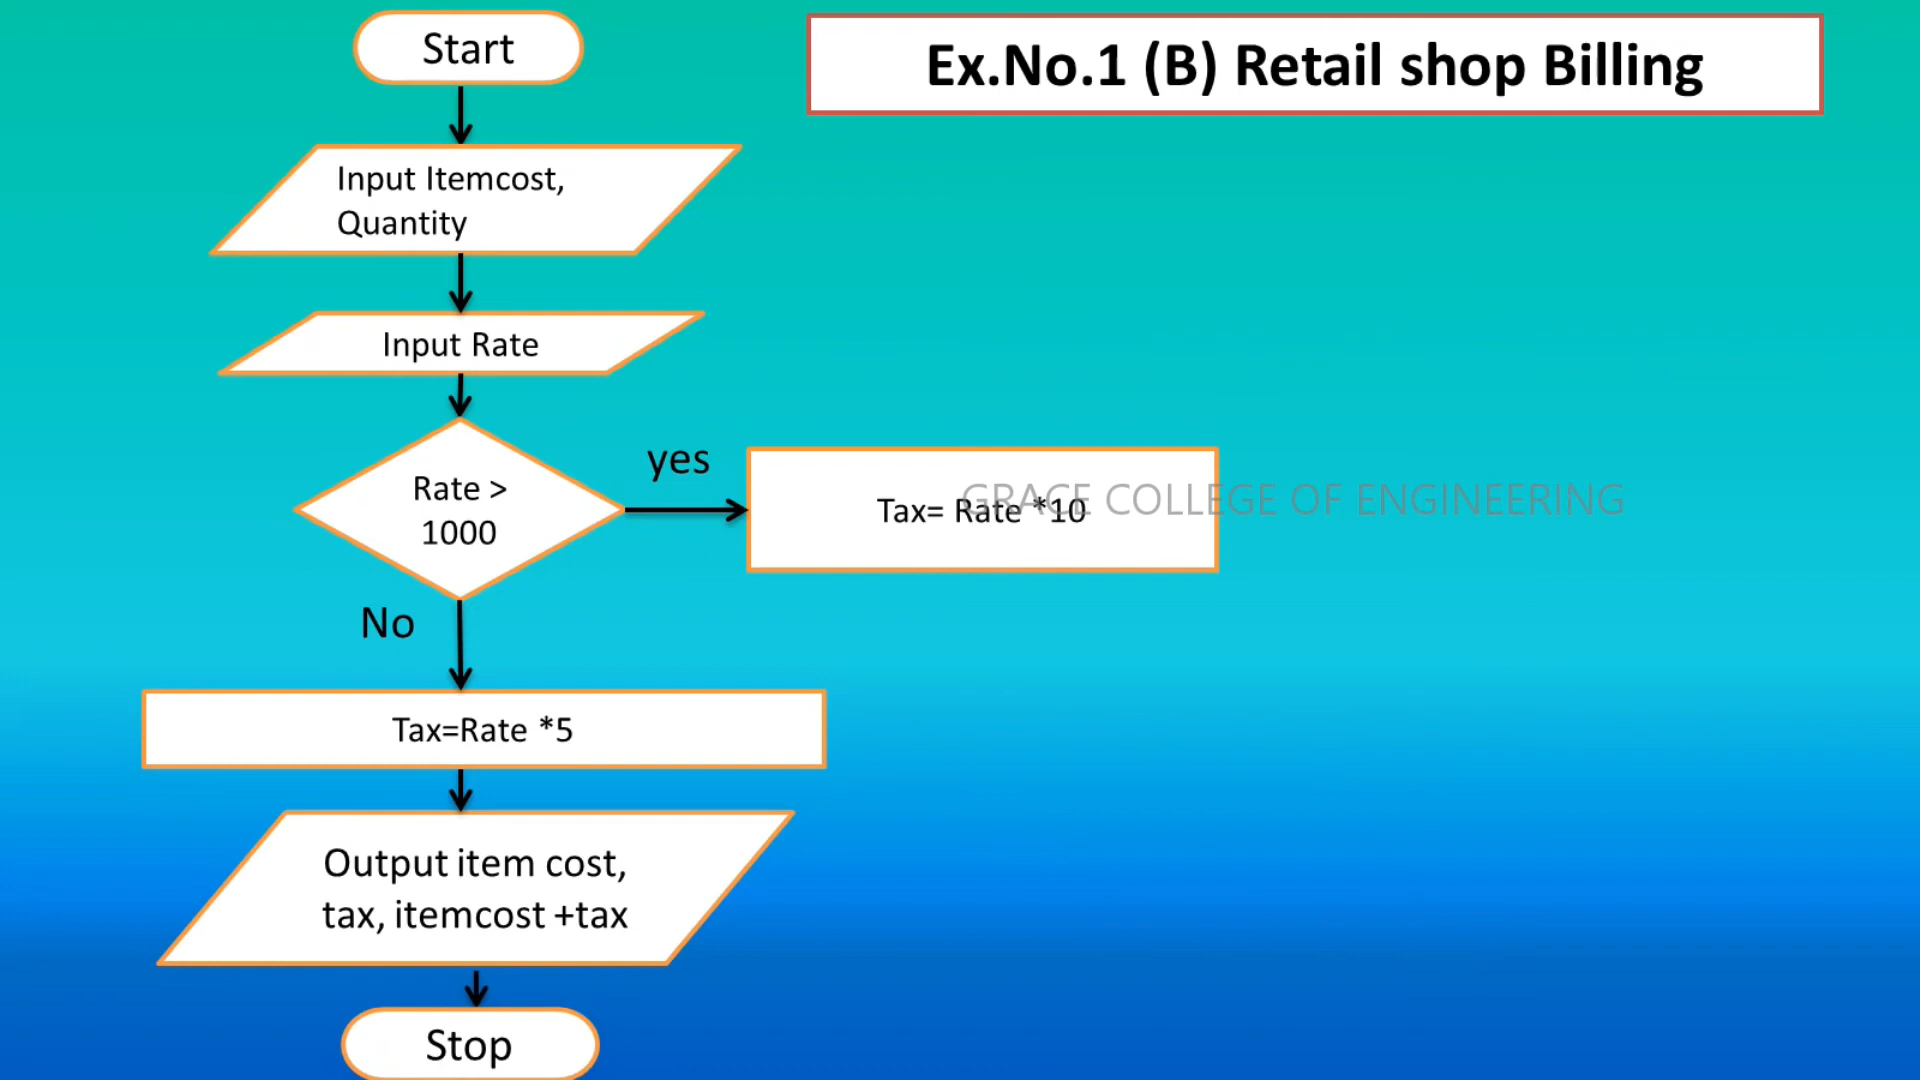 Start
Ex.No.1 (B) Retail shop Billing
Input Itemcost,
Quantity
Input Rate
Rate >
1000
yes
Tax= Rate *10
GRACE COLLEGE OF ENGINEERING
No
Tax=Rate *5
Output item cost,
tax, itemcost +tax
Stop